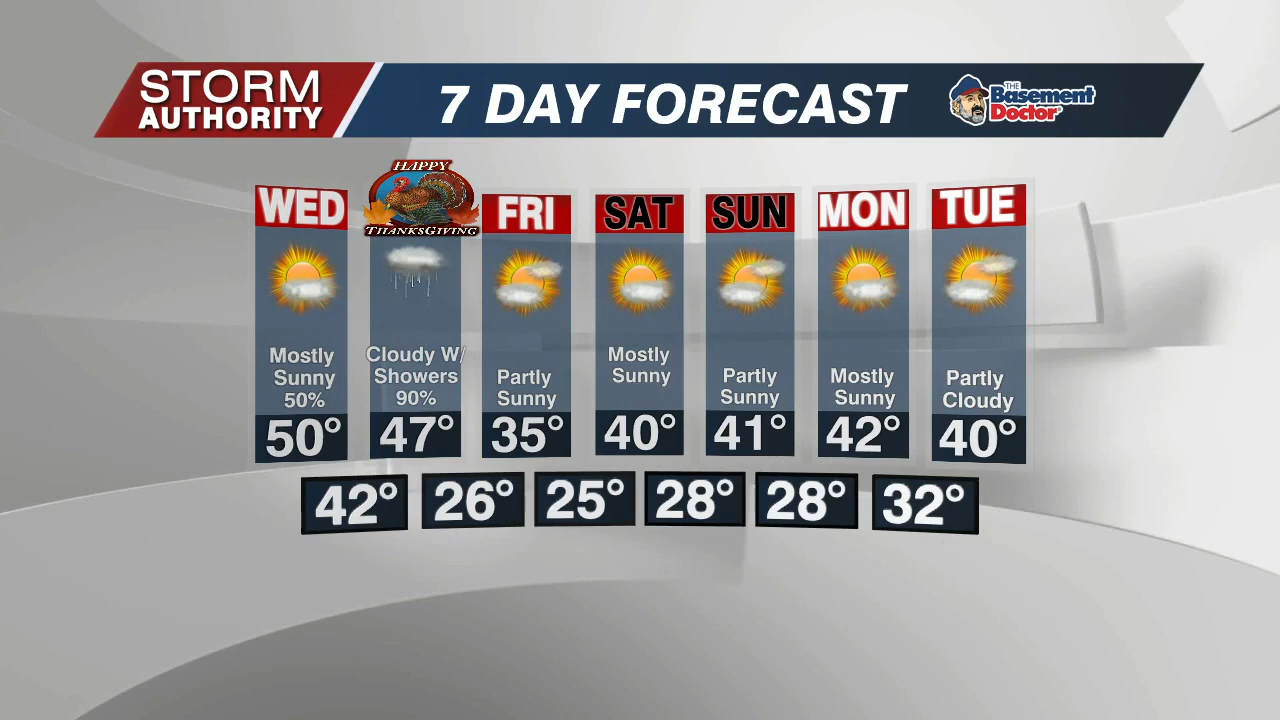 STORM
AUTHORITY
7 DAY FORECAST
THE
Basement
Doctor
WED
HAPPY
THANKSGIVING
FRI
SAT
SUN
MON
TUE
Mostly
Sunny
50%
Cloudy W/
Showers
90%
Partly
Sunny
Mostly
Sunny
Partly
Sunny
Mostly
Sunny
Partly
Cloudy
50° 47° 35° 40° 41° 42° 40°
42° 26° 25° 28° 28° 32°